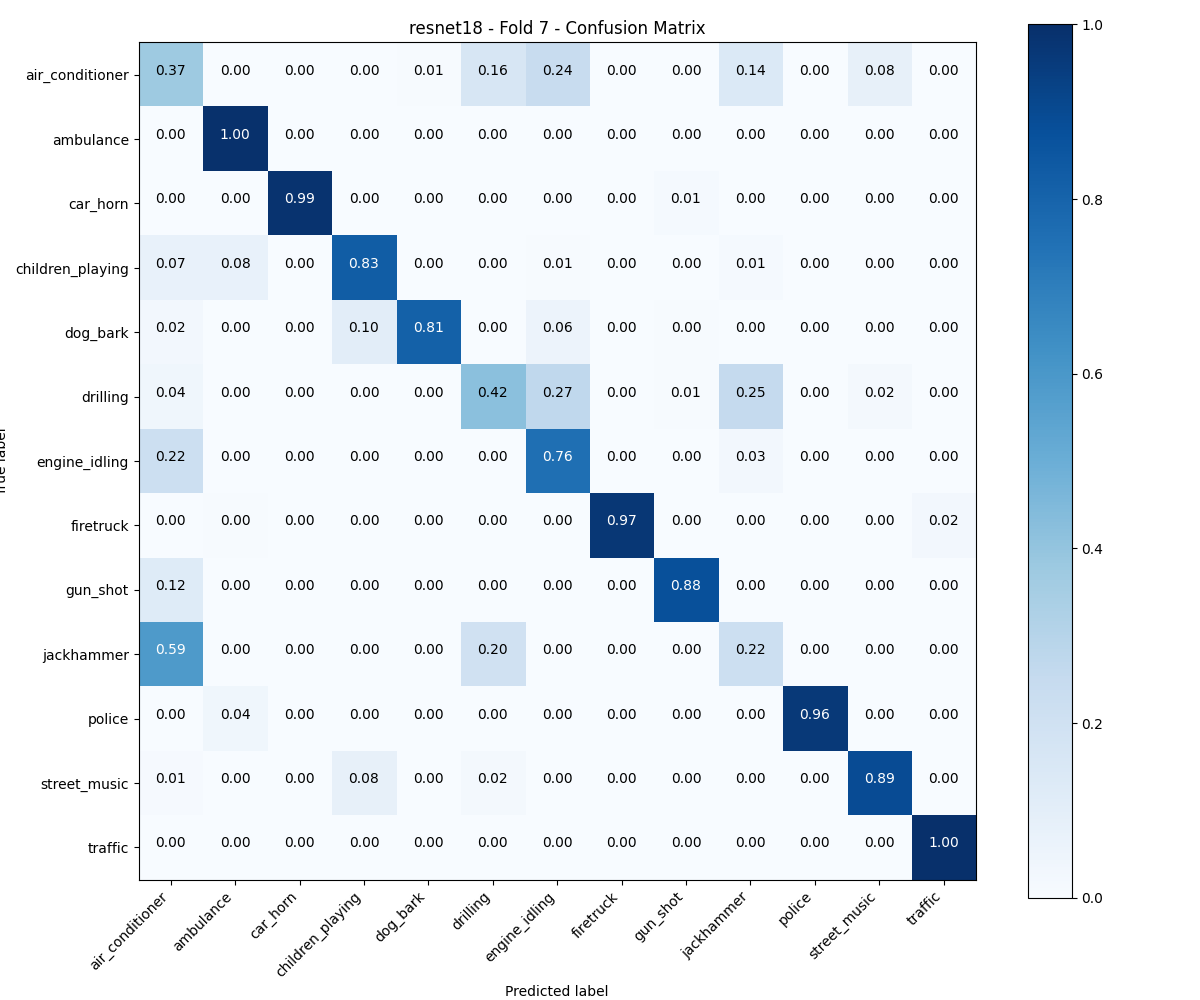 resnet18 - Fold 7 - Confusion Matrix
air_conditioner 0.37 0.00 0.00 0.00 0.01 0.16 0.24 0.00 0.00 0.14 0.00 0.08 0.00
ambulance 0.00 1.00 0.00 0.00 0.00 0.00 0.00 0.00 0.00 0.00 0.00 0.00 0.00
car_horn 0.00 0.00 0.99 0.00 0.00 0.00 0.00 0.00 0.01 0.00 0.00 0.00 0.00
children_playing 0.07 0.08 0.00 0.83 0.00 0.00 0.01 0.00 0.00 0.01 0.00 0.00 0.00
dog_bark 0.02 0.00 0.00 0.10 0.81 0.00 0.06 0.00 0.00 0.00 0.00 0.00 0.00
drilling 0.04 0.00 0.00 0.00 0.00 0.42 0.27 0.00 0.01 0.25 0.00 0.02 0.00
engine_idling 0.22 0.00 0.00 0.00 0.00 0.00 0.76 0.00 0.00 0.03 0.00 0.00 0.00
firetruck 0.00 0.00 0.00 0.00 0.00 0.00 0.00 0.97 0.00 0.00 0.00 0.00 0.02
gun_shot 0.12 0.00 0.00 0.00 0.00 0.00 0.00 0.00 0.88 0.00 0.00 0.00 0.00
jackhammer 0.59 0.00 0.00 0.00 0.00 0.20 0.00 0.00 0.00 0.22 0.00 0.00 0.00
police 0.00 0.04 0.00 0.00 0.00 0.00 0.00 0.00 0.00 0.00 0.96 0.00 0.00
street_music 0.01 0.00 0.00 0.08 0.00 0.02 0.00 0.00 0.00 0.00 0.00 0.89 0.00
traffic 0.00 0.00 0.00 0.00 0.00 0.00 0.00 0.00 0.00 0.00 0.00 0.00 1.00
air_conditioner ambulance car_horn children_playing dog_bark drilling engine_idling firetruck gun_shot jackhammer police street_music traffic
Predicted label
1.0
0.8
0.6
0.4
0.2
0.0